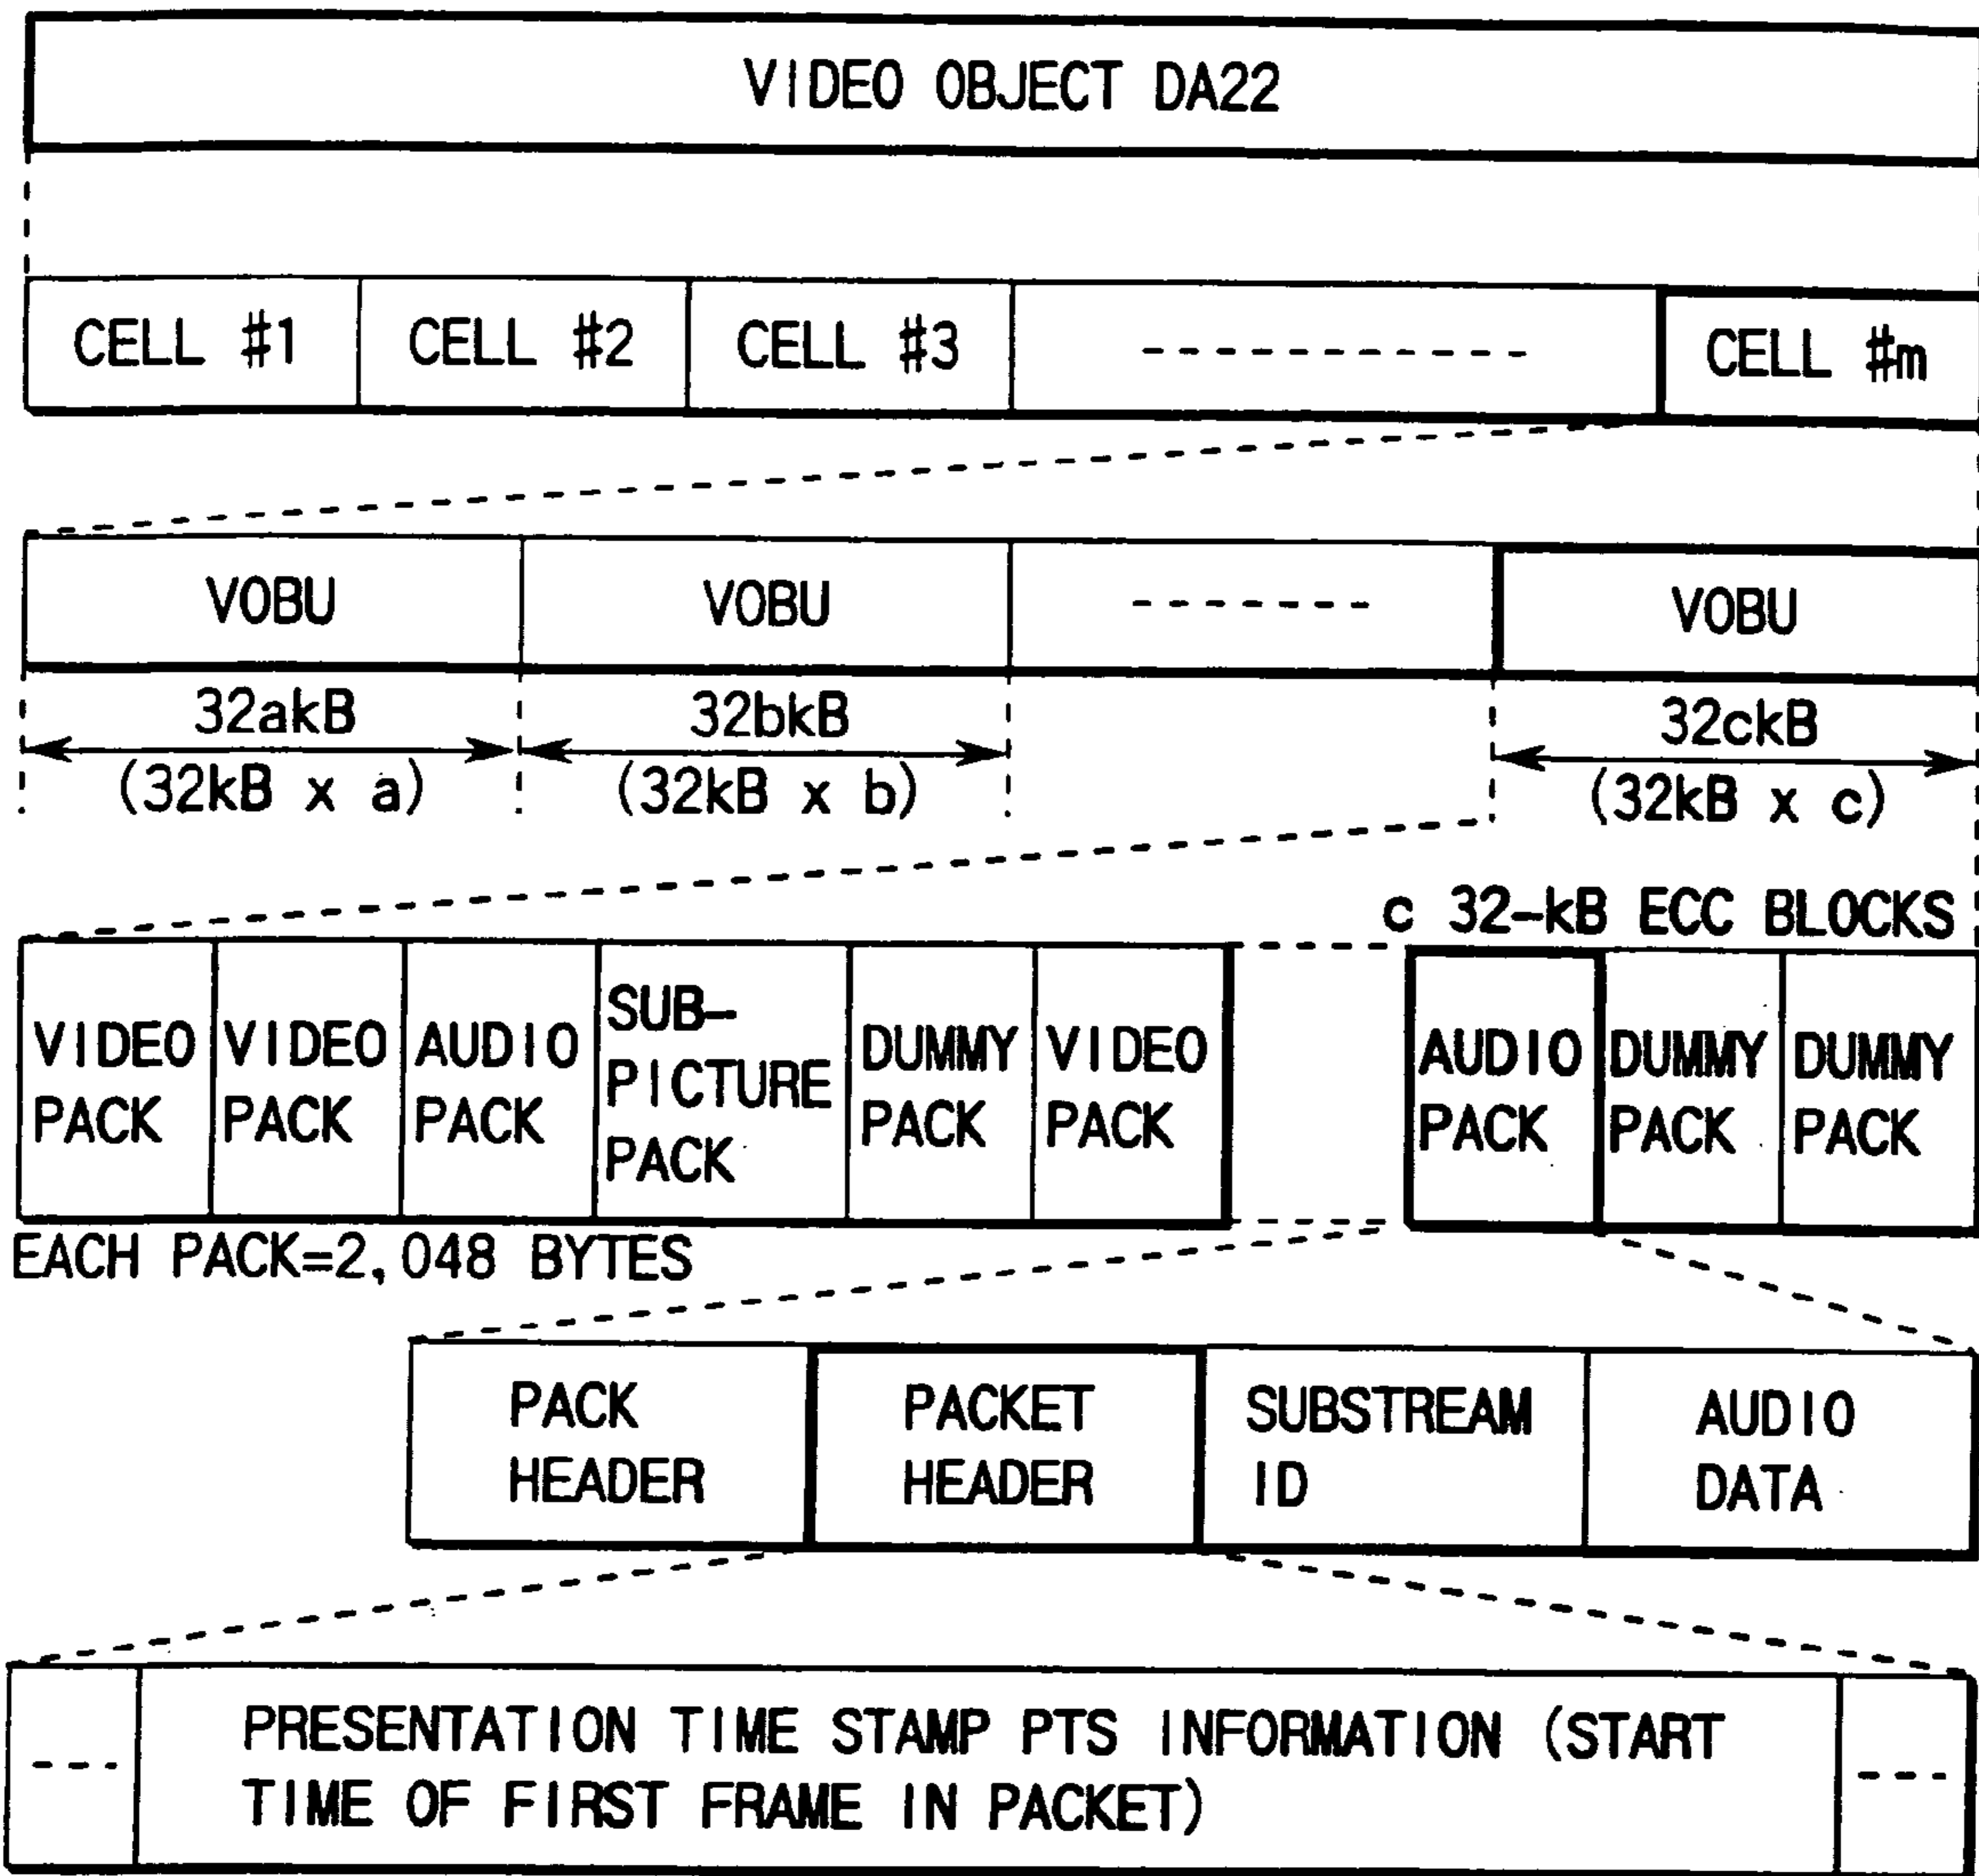 VIDEO OBJECT DA22
CELL #1 CELL #2 CELL #3 ------------- CELL #m
VOBU VOBU -------- VOBU
32akB 32bkB 32ckB
(32kB x a) (32kB x b) (32kB x c)
c 32-kB ECC BLOCKS
VIDEO PACK
VIDEO PACK
AUDIO PACK
SUB-
PICTURE
PACK
DUMMY PACK
VIDEO PACK
AUDIO PACK
DUMMY PACK
DUMMY PACK
EACH PACK=2,048 BYTES
PACK
HEADER
PACKET
HEADER
SUBSTREAM
ID
AUDIO
DATA
--- PRESENTATION TIME STAMP PTS INFORMATION (START ---
TIME OF FIRST FRAME IN PACKET)